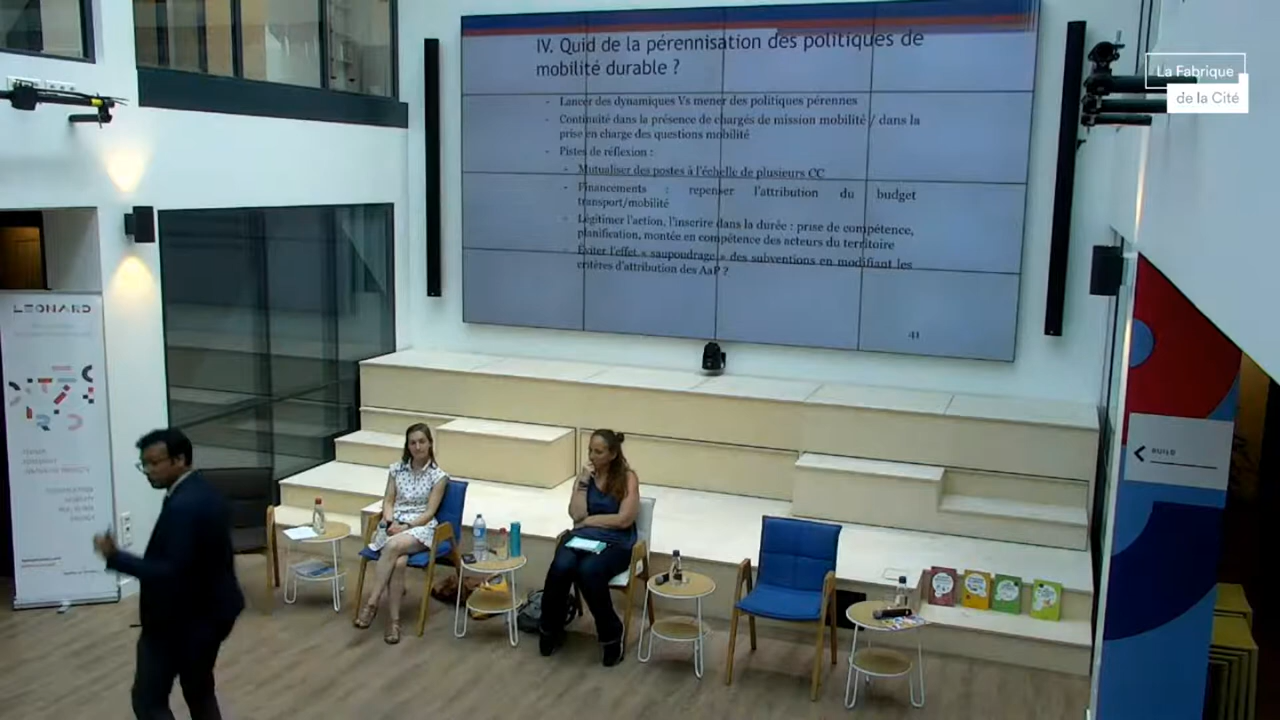 IV. Quid de la pérennisation des politiques de
mobilité durable ?
- Lancer des dynamiques Vs mener des politiques pérennes
- Continuité dans la présence de chargés de mission mobilité / dans la
prise en charge des questions mobilité
- Pistes de réflexion :
- Mutualiser des postes à l'échelle de plusieurs CC
- Financements : repenser l'attribution du budget
transport/mobilité
- Légitimer l'action, l'inscrire dans la durée : prise de compétence,
planification, montée en compétence des acteurs du territoire
- Éviter l'effet « saupoudrage » des subventions en modifiant les
critères d'attribution des AaP ?
41
La Fabrique
de la Cité
LEONARD
BUILD